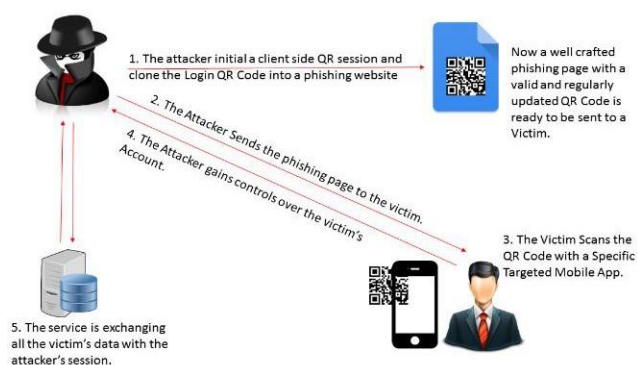 1. The attacker initial a client side QR session and
clone the Login QR Code into a phishing website
Now a well crafted
phishing page with a
valid and regularly
updated QR Code is
ready to be sent to a
Victim.
2. The Attacker Sends the phishing page to the victim.
4. The Attacker gains controls over the victim's
Account.
3. The Victim Scans the
QR Code with a Specific
Targeted Mobile App.
5. The service is exchanging
all the victim's data with the
attacker's session.